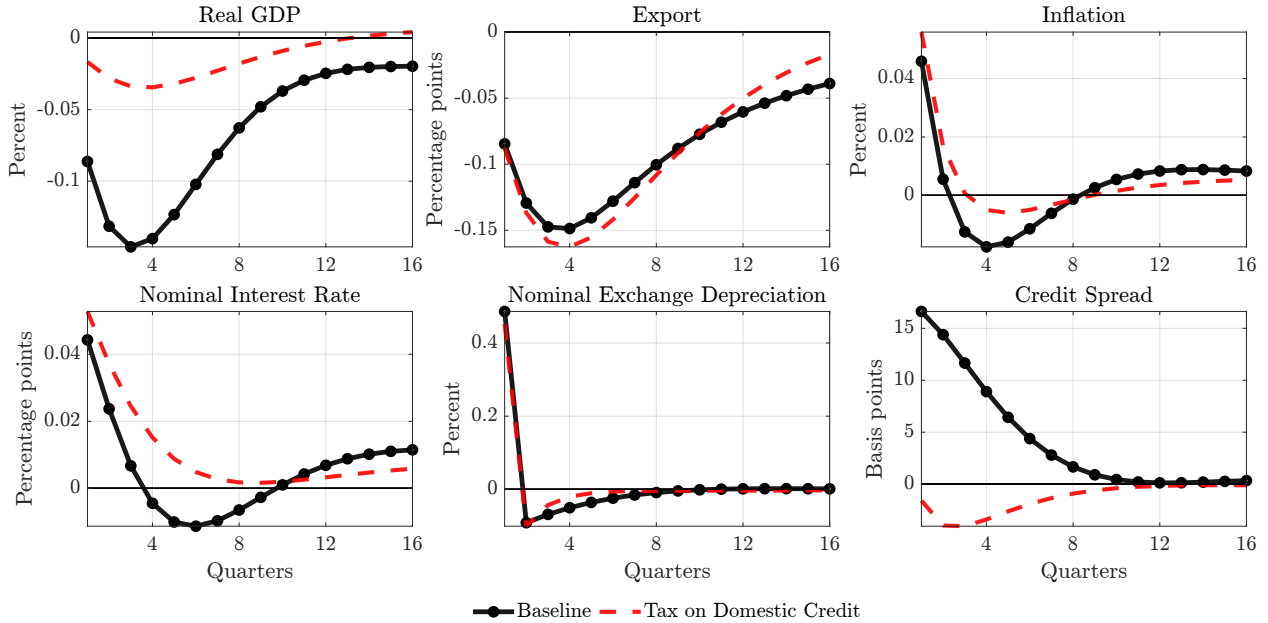 Real GDP
Export
Inflation
Percent
0
-0.05
-0.1
4
8
12
16
Percentage points
0
-0.05
-0.1
-0.15
4
8
12
16
Percent
0.04
0.02
0
4
8
12
16
Nominal Interest Rate
Nominal Exchange Depreciation
Credit Spread
Percentage points
0.04
0.02
0
4
8
12
16
Quarters
Percent
0.4
0.2
0
4
8
12
16
Quarters
Basis points
15
10
5
0
4
8
12
16
Quarters
Baseline
Tax on Domestic Credit